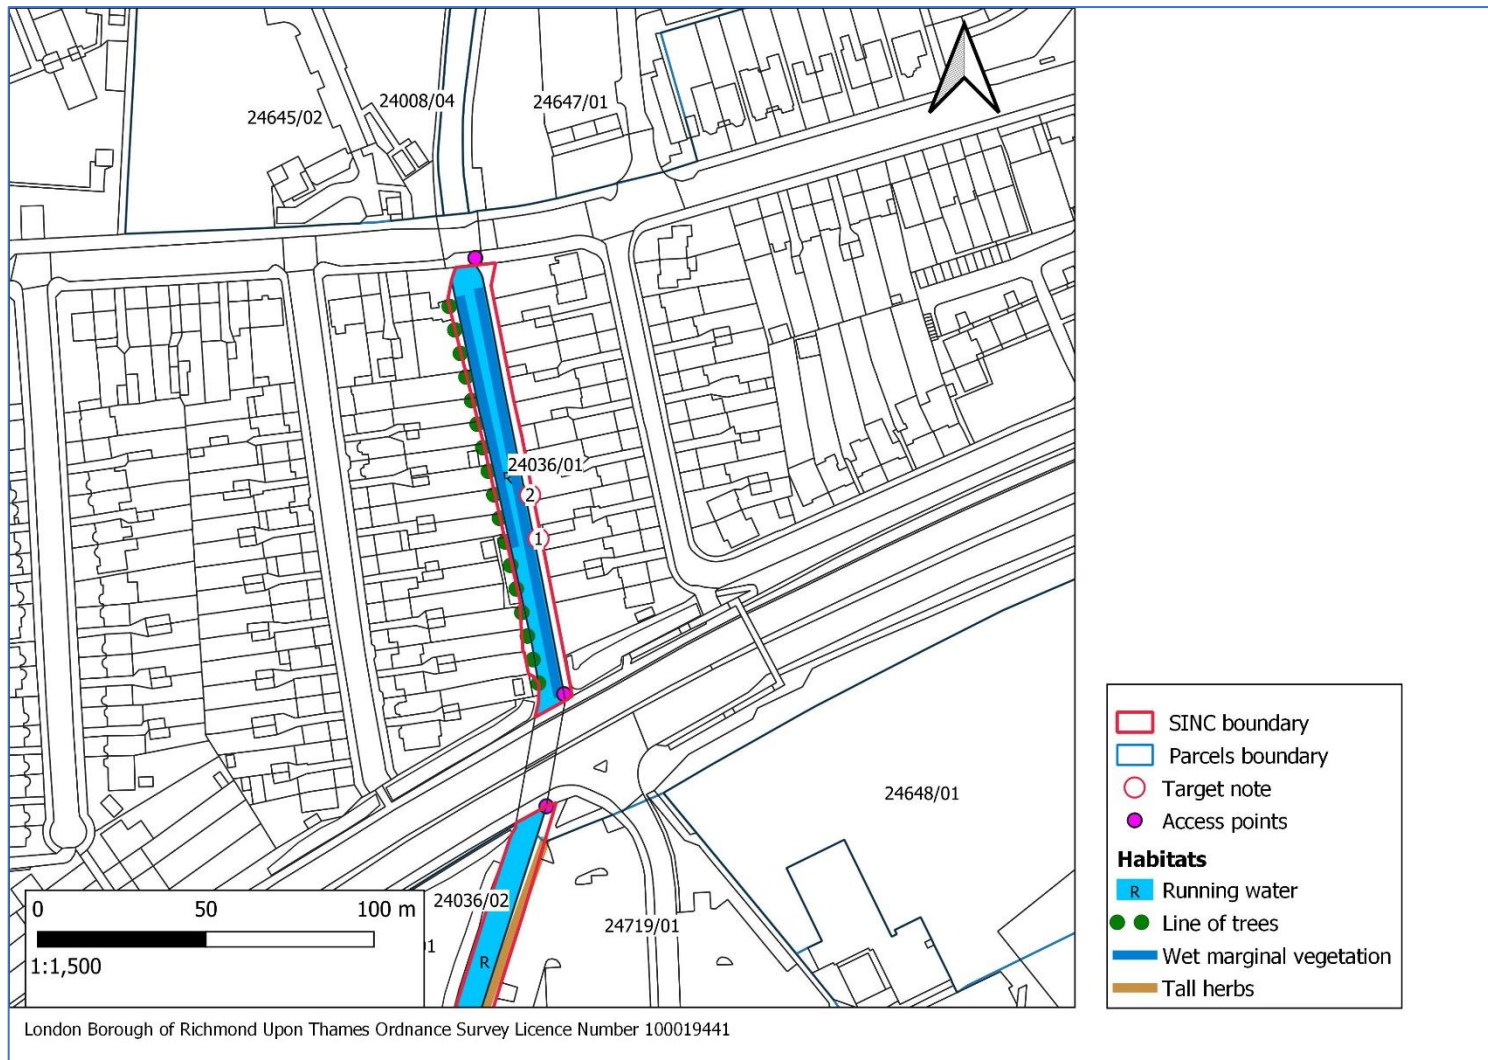 24645/02
24008/04
24647/01
24036/01
2
1
24648/01
24036/02
24719/01
R
0 50 100 m
1:1,500
SINC boundary
Parcels boundary
Target note
Access points
Habitats
R Running water
Line of trees
Wet marginal vegetation
Tall herbs
London Borough of Richmond Upon Thames Ordnance Survey Licence Number 100019441